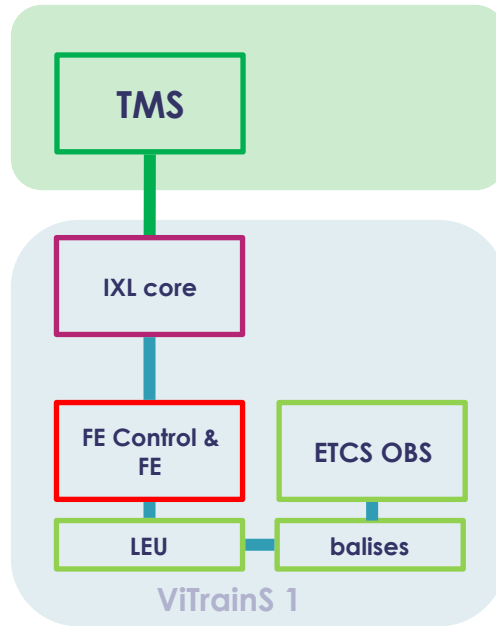 TMS
IXL core
FE Control &
FE
ETCS OBS
LEU
balises
ViTrainS 1